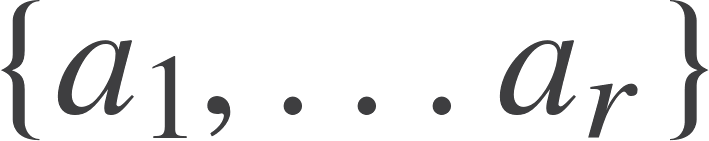 {a₁, . . . aᵣ}